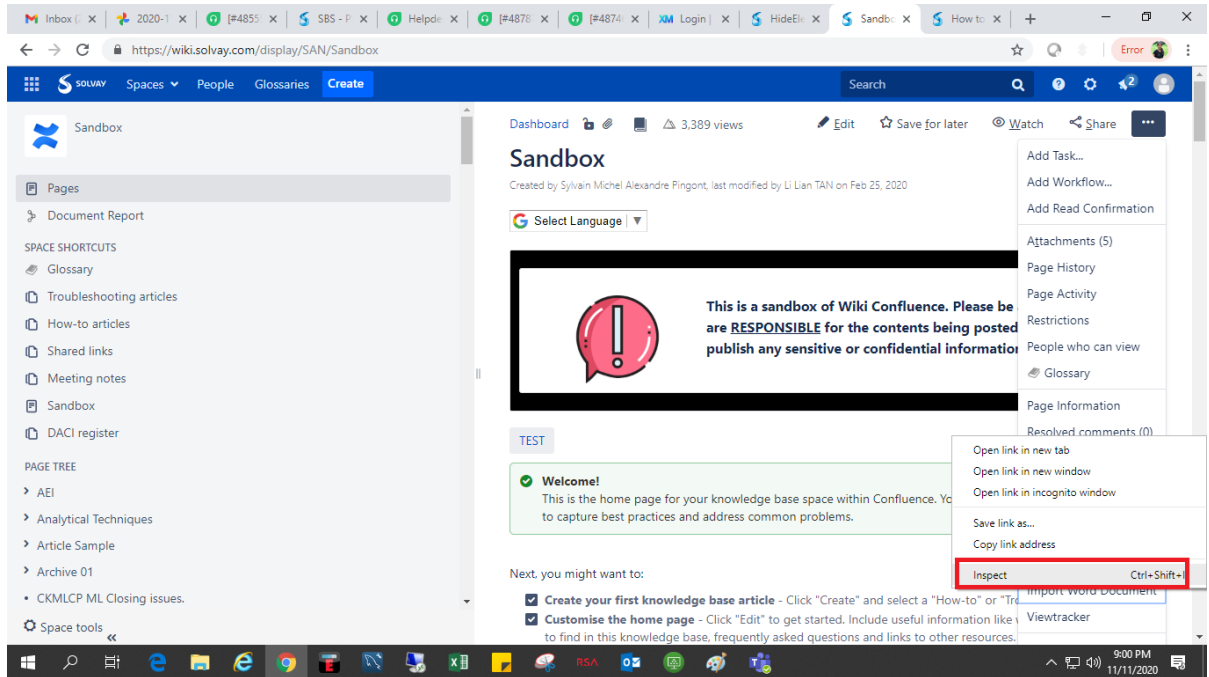 Inbox (
2020-1
[#4855
SBS - P
Helpde
[#4878
[#4874
XM Login |
HideEle
Sandbo
How to
https://wiki.solvay.com/display/SAN/Sandbox
Error
SOLVAY Spaces People Glossaries Create Search 2
Sandbox
Pages
Document Report
SPACE SHORTCUTS
Glossary
Troubleshooting articles
How-to articles
Shared links
Meeting notes
Sandbox
DACI register
PAGE TREE
AEI
Analytical Techniques
Article Sample
Archive 01
CKMLCP ML Closing issues.
Space tools
Dashboard 3,389 views Edit Save for later Watch Share
Sandbox
Created by Sylvain Michel Alexandre Pingont, last modified by Li Lian TAN on Feb 25, 2020
G Select Language ▼
This is a sandbox of Wiki Confluence. Please be
are RESPONSIBLE for the contents being posted
publish any sensitive or confidential information
TEST
Welcome!
This is the home page for your knowledge base space within Confluence. Yo
to capture best practices and address common problems.
Next, you might want to:
Create your first knowledge base article - Click "Create" and select a "How-to" or "Tro
Customise the home page - Click "Edit" to get started. Include useful information like
to find in this knowledge base, frequently asked questions and links to other resources.
Add Task...
Add Workflow...
Add Read Confirmation
Attachments (5)
Page History
Page Activity
Restrictions
People who can view
Glossary
Page Information
Resolved comments (0)
Open link in new tab
Open link in new window
Open link in incognito window
Save link as...
Copy link address
Inspect Ctrl+Shift+I
Import Word Document
Viewtracker
RSA
9:00 PM
11/11/2020